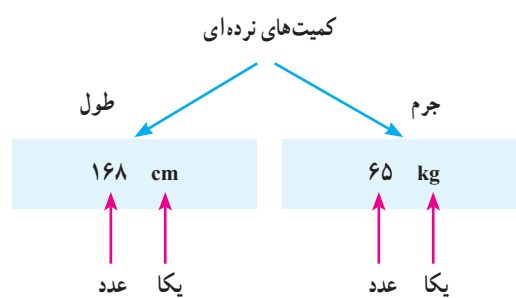 کمیت‌های نرده‌ای
جرم
طول
۶۵ kg
۱۶۸ cm
یکا
عدد
یکا
عدد